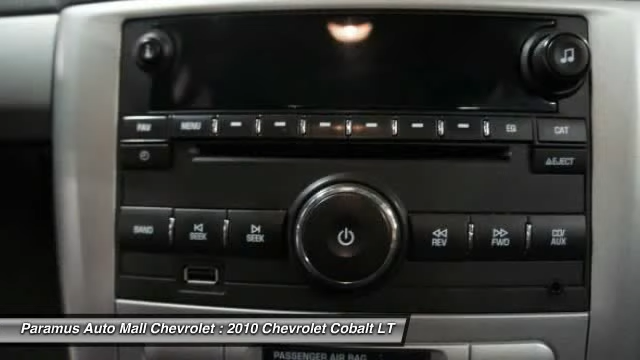 FAV MENU EQ CAT
EJECT
BAND SEEK SEEK REV FWD CD/AUX
Paramus Auto Mall Chevrolet : 2010 Chevrolet Cobalt LT
PASSENGER AIR BAG